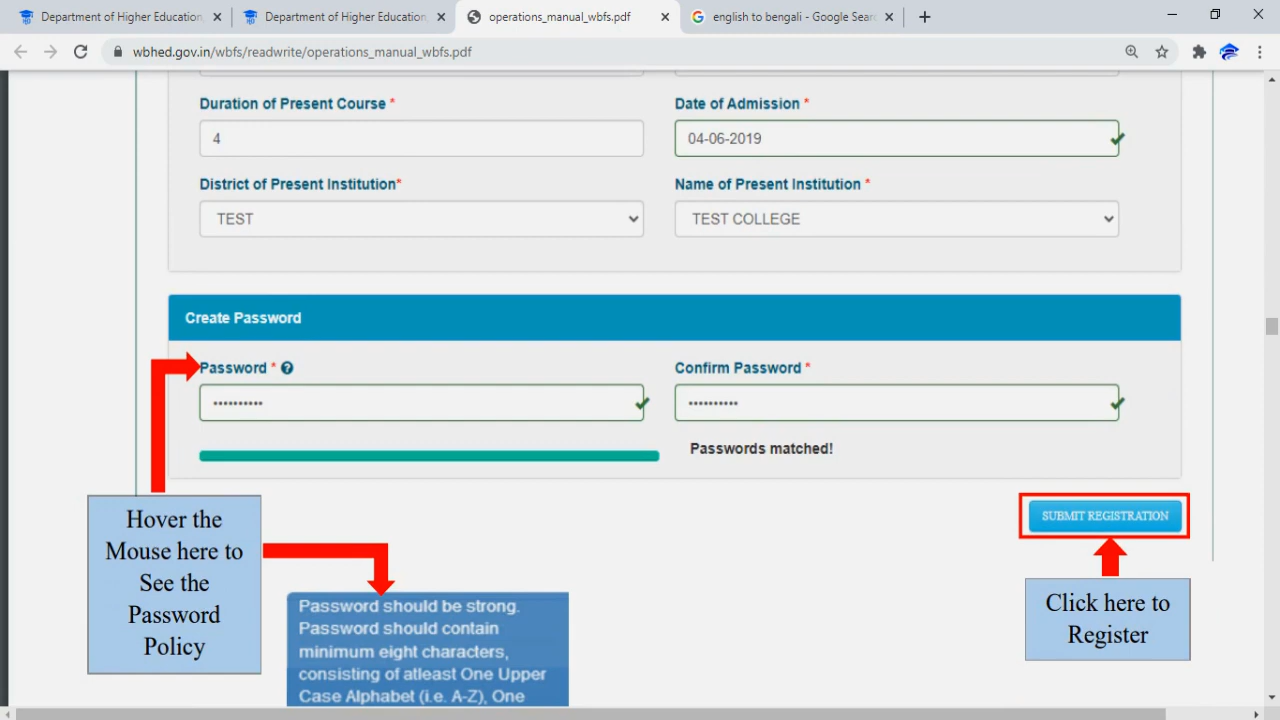 Department of Higher Education,
Department of Higher Education,
operations_manual_wbfs.pdf
english to bengali - Google Sear
wbhed.gov.in/wbfs/readwrite/operations_manual_wbfs.pdf
Duration of Present Course *
Date of Admission *
4
04-06-2019
District of Present Institution*
Name of Present Institution *
TEST
TEST COLLEGE
Create Password
Password * ?
Confirm Password *
••••••••••
••••••••••
Passwords matched!
Hover the
Mouse here to
See the
Password
Policy
SUBMIT REGISTRATION
Click here to
Register
Password should be strong.
Password should contain
minimum eight characters,
consisting of atleast One Upper
Case Alphabet (i.e. A-Z), One